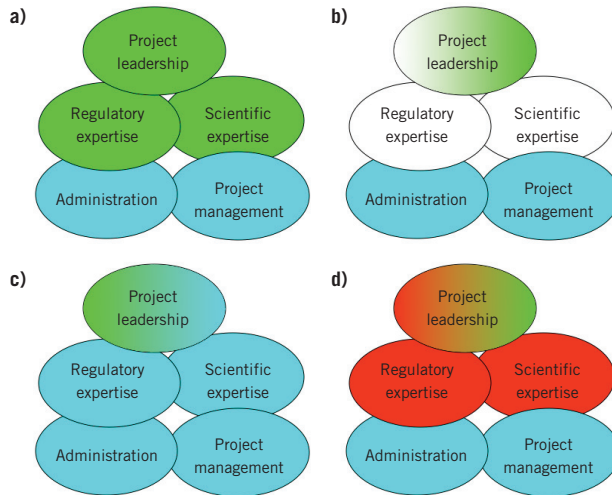 a)
Project
leadership
Regulatory
expertise
Scientific
expertise
Administration
Project
management
b)
Project
leadership
Regulatory
expertise
Scientific
expertise
Administration
Project
management
c)
Project
leadership
Regulatory
expertise
Scientific
expertise
Administration
Project
management
d)
Project
leadership
Regulatory
expertise
Scientific
expertise
Administration
Project
management